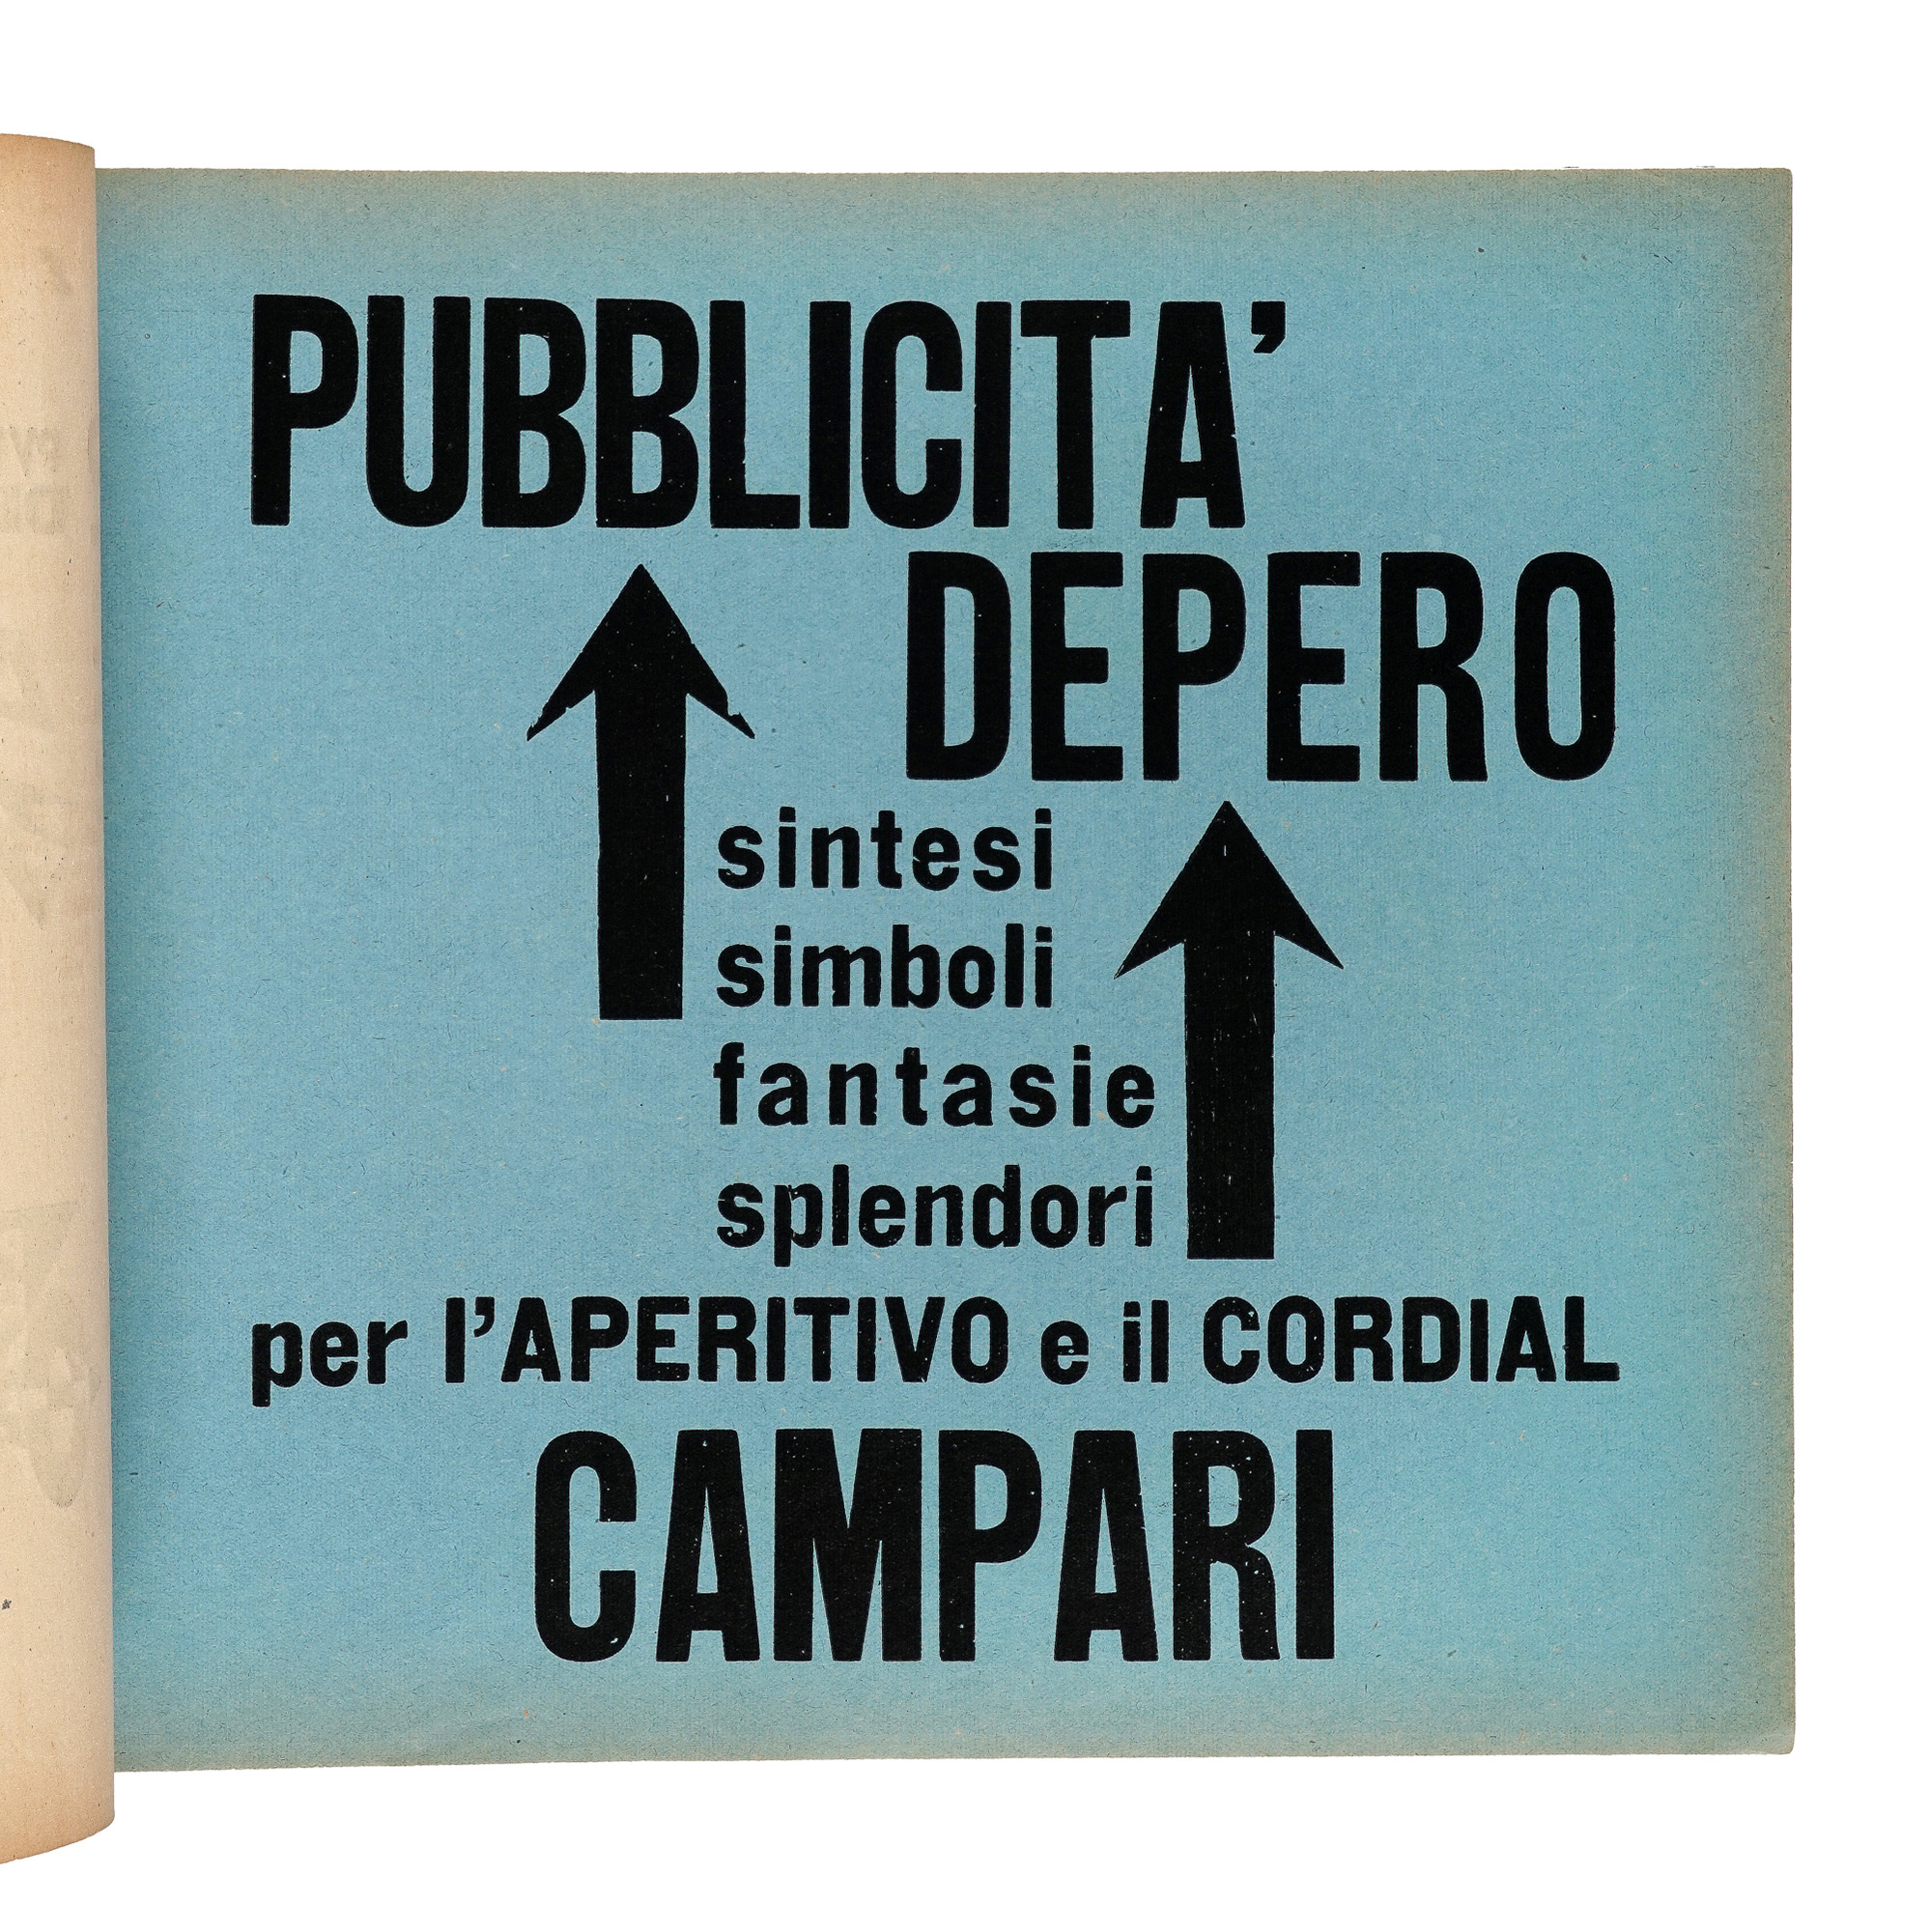 PUBBLICITA'
DEPERO
sintesi
simboli
fantasie
splendori
per l'APERITIVO e il CORDIAL
CAMPARI